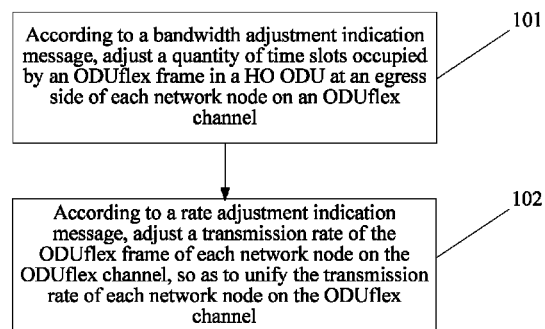 According to a bandwidth adjustment indication
message, adjust a quantity of time slots occupied
by an ODUflex frame in a HO ODU at an egress
side of each network node on an ODUflex
channel
101
According to a rate adjustment indication
message, adjust a transmission rate of the
ODUflex frame of each network node on the
ODUflex channel, so as to unify the transmission
rate of each network node on the ODUflex
channel
102